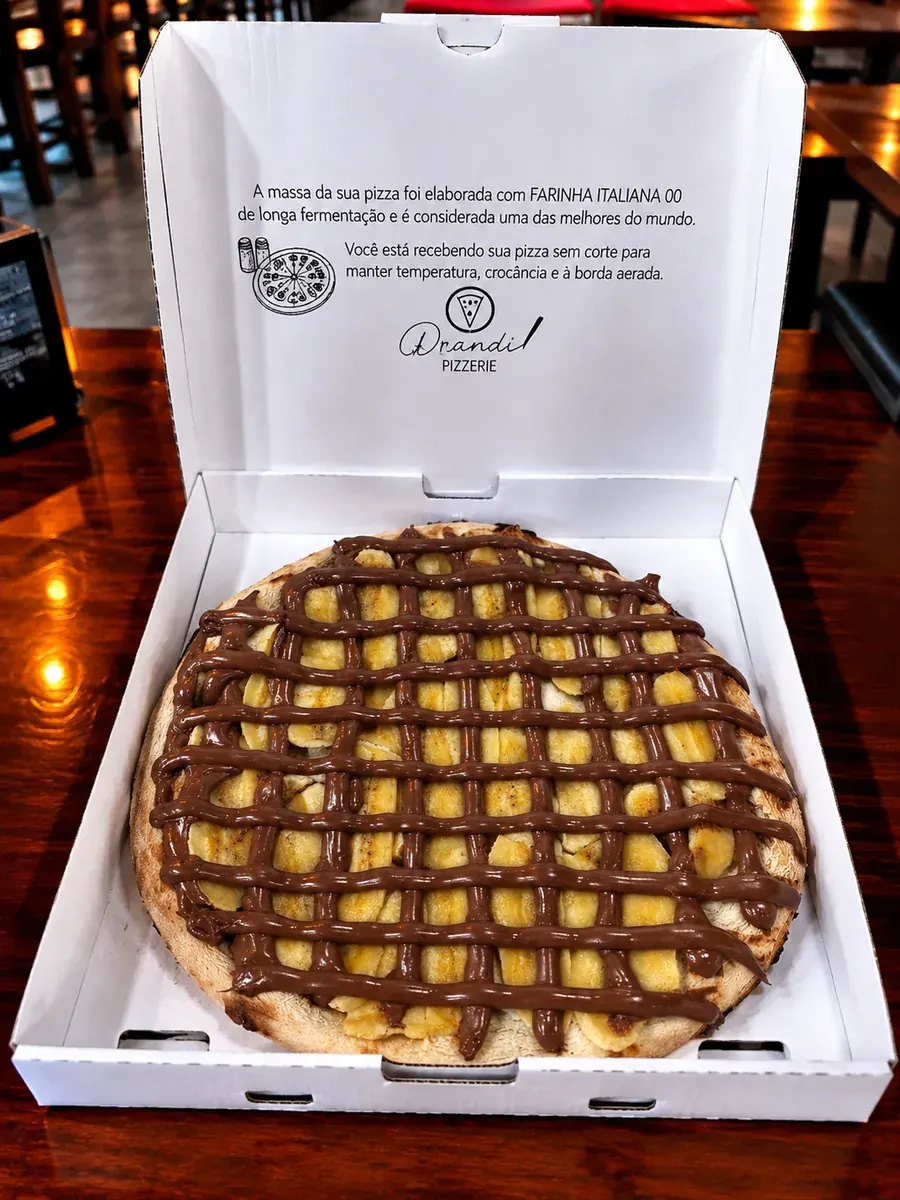 A massa da sua pizza foi elaborada com FARINHA ITALIANA 00
de longa fermentação e é considerada uma das melhores do mundo.
Você está recebendo sua pizza sem corte para
manter temperatura, crocância e à borda aerada.
Drandi
PIZZERIE